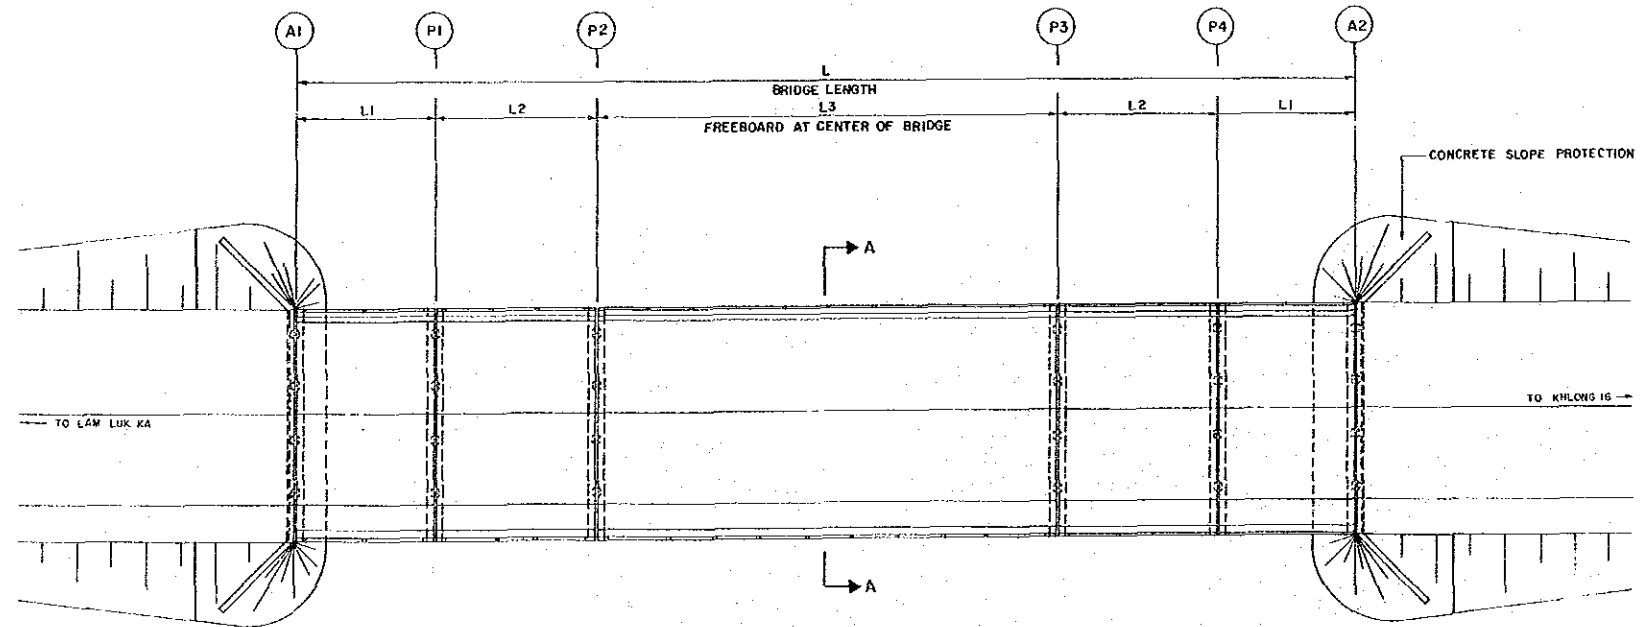 A1 P1 P2 P3 P4 A2
L
BRIDGE LENGTH
L1 L2 L3 L2 L1
FREEBOARD AT CENTER OF BRIDGE
CONCRETE SLOPE PROTECTION
A
TO KHLONG 16
TO LAM LUK KA
A